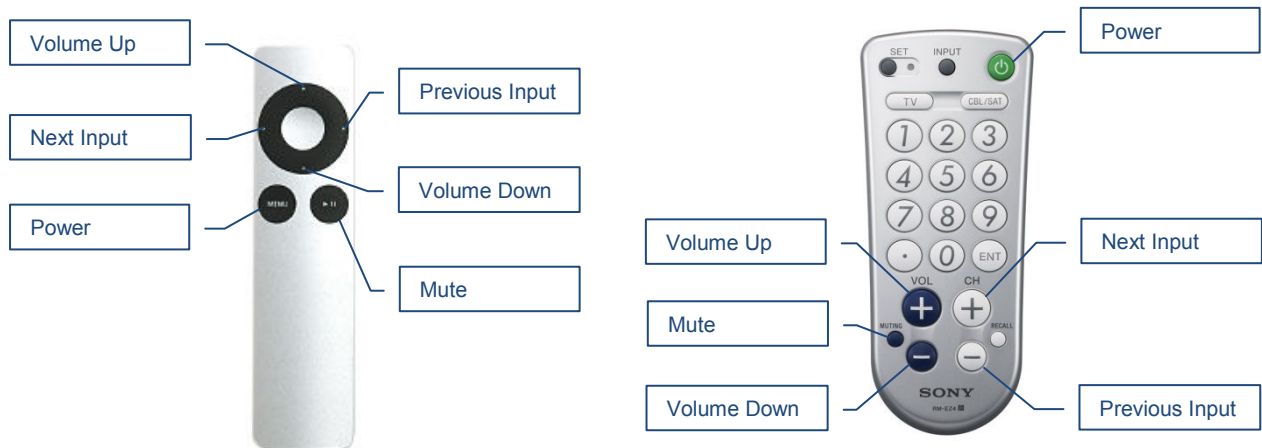 Volume Up
Previous Input
Next Input
Volume Down
MENU
Power
Mute
Power
SET INPUT
TV CBL/SAT
1 2 3
4 5 6
7 8 9
· 0 ENT
Volume Up
Next Input
VOL CH
+ +
Mute
MUTING RECALL
- -
SONY
Volume Down
Previous Input
RM-EZ4